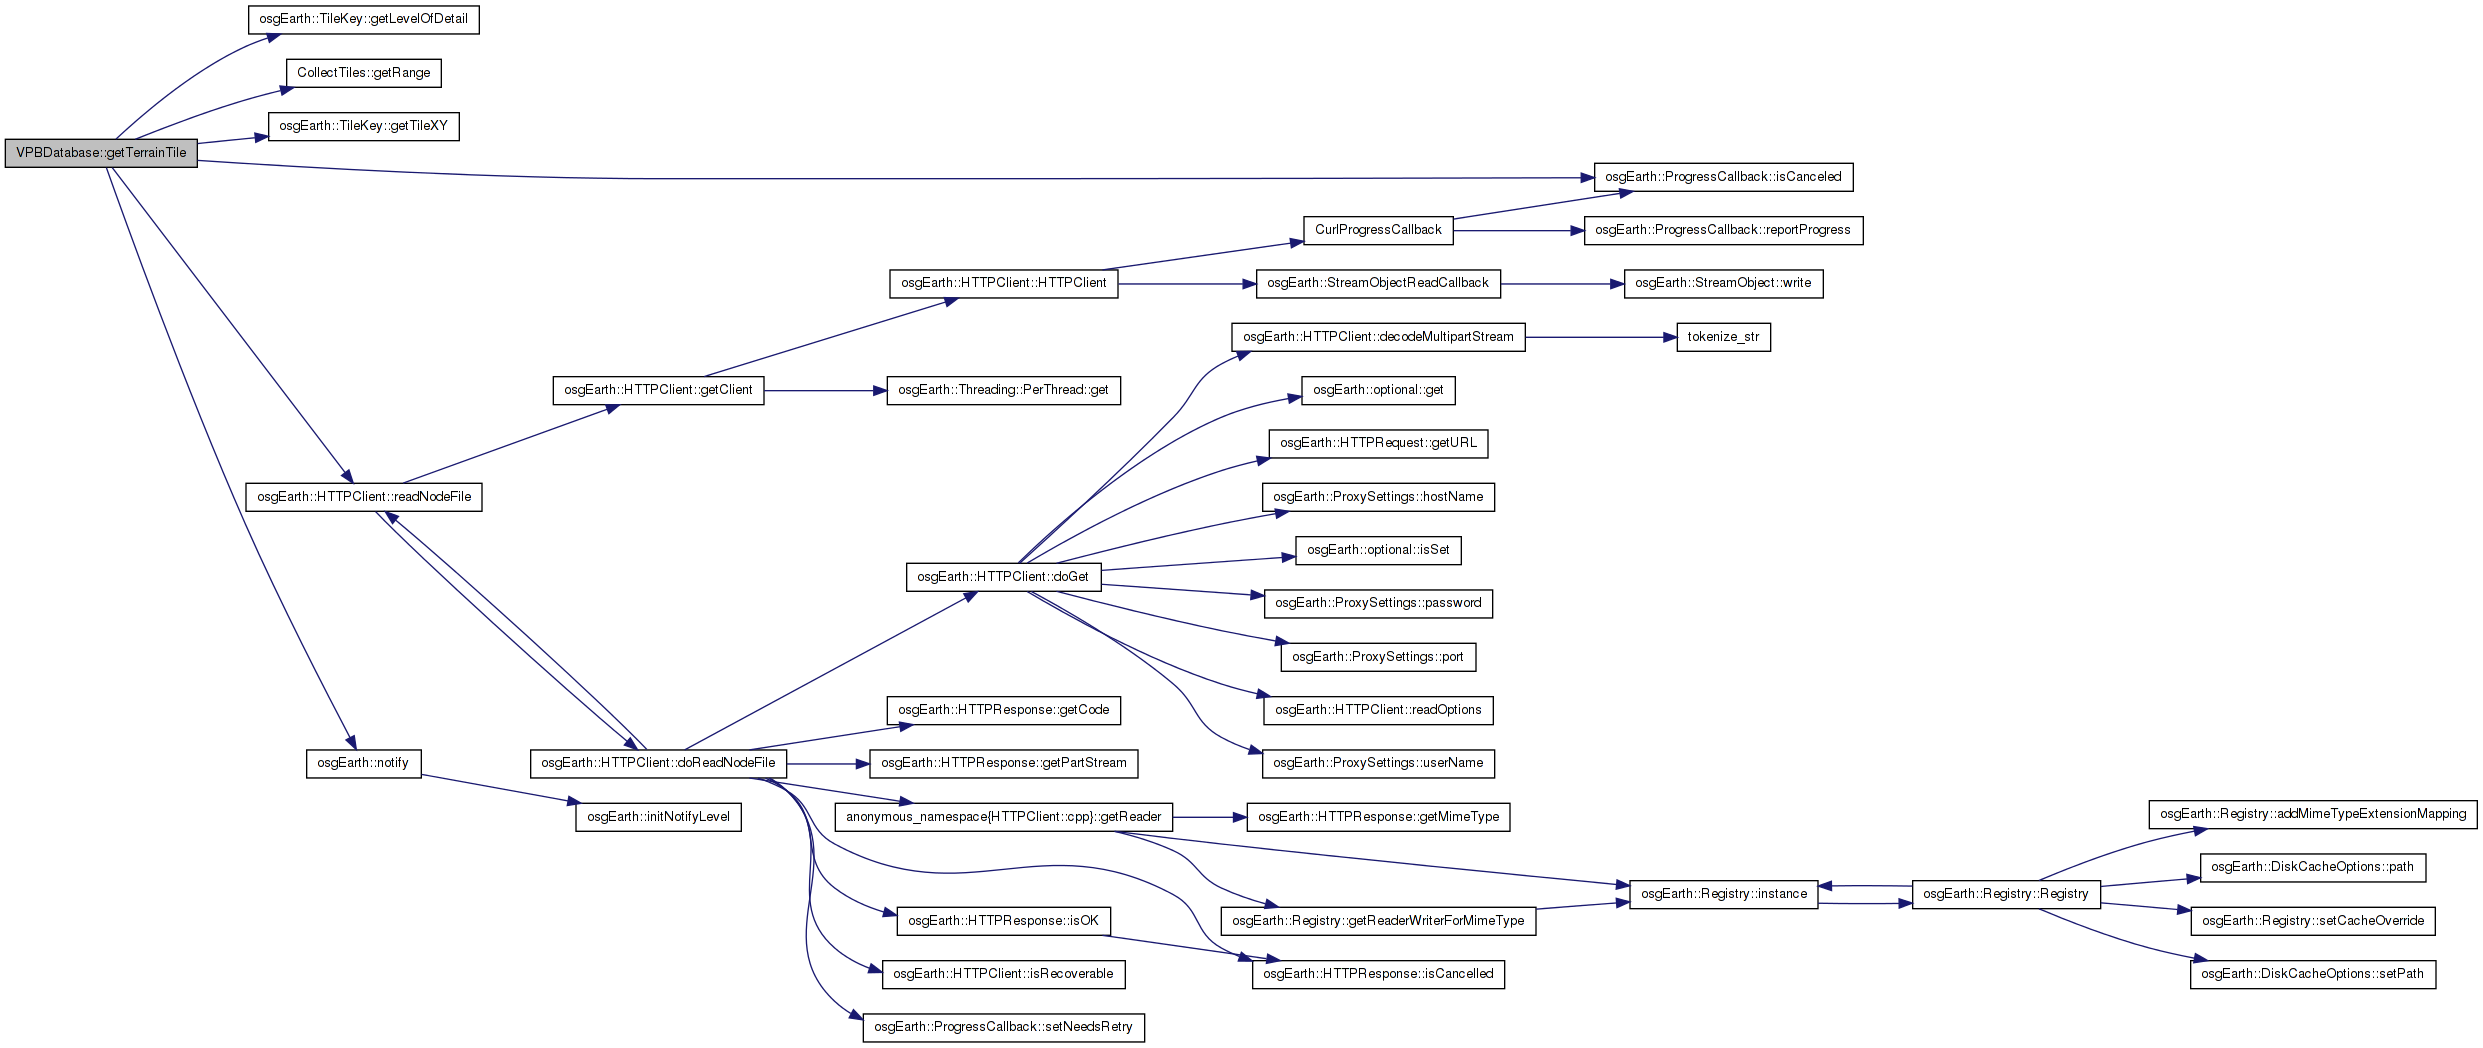 osgEarth::TileKey::getLevelOfDetail
CollectTiles::getRange
osgEarth::TileKey::getTileXY
VPBDatabase::getTerrainTile
osgEarth::ProgressCallback::isCanceled
CurlProgressCallback
osgEarth::ProgressCallback::reportProgress
osgEarth::HTTPClient::HTTPClient
osgEarth::StreamObjectReadCallback
osgEarth::StreamObject::write
osgEarth::HTTPClient::decodeMultipartStream
tokenize_str
osgEarth::HTTPClient::getClient
osgEarth::Threading::PerThread::get
osgEarth::optional::get
osgEarth::HTTPRequest::getURL
osgEarth::HTTPClient::readNodeFile
osgEarth::ProxySettings::hostName
osgEarth::optional::isSet
osgEarth::HTTPClient::doGet
osgEarth::ProxySettings::password
osgEarth::ProxySettings::port
osgEarth::HTTPResponse::getCode
osgEarth::HTTPClient::readOptions
osgEarth::notify
osgEarth::HTTPClient::doReadNodeFile
osgEarth::HTTPResponse::getPartStream
osgEarth::ProxySettings::userName
osgEarth::initNotifyLevel
anonymous_namespace{HTTPClient::cpp}::getReader
osgEarth::HTTPResponse::getMimeType
osgEarth::Registry::addMimeTypeExtensionMapping
osgEarth::DiskCacheOptions::path
osgEarth::Registry::instance
osgEarth::Registry::Registry
osgEarth::HTTPResponse::isOK
osgEarth::Registry::getReaderWriterForMimeType
osgEarth::Registry::setCacheOverride
osgEarth::HTTPClient::isRecoverable
osgEarth::HTTPResponse::isCancelled
osgEarth::DiskCacheOptions::setPath
osgEarth::ProgressCallback::setNeedsRetry